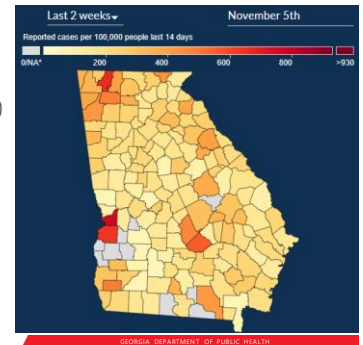 Last 2 weeks
November 5th
Reported cases per 100,000 people last 14 days
0/NA* 200 400 600 800 >930
GEORGIA DEPARTMENT OF PUBLIC HEALTH